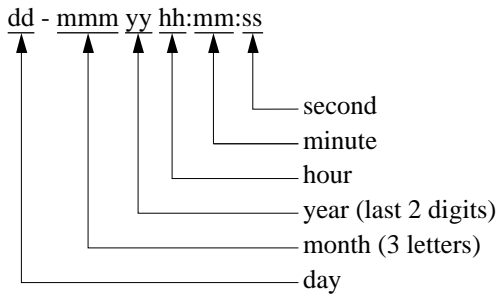 dd - mmm yy hh:mm:ss
second
minute
hour
year (last 2 digits)
month (3 letters)
day